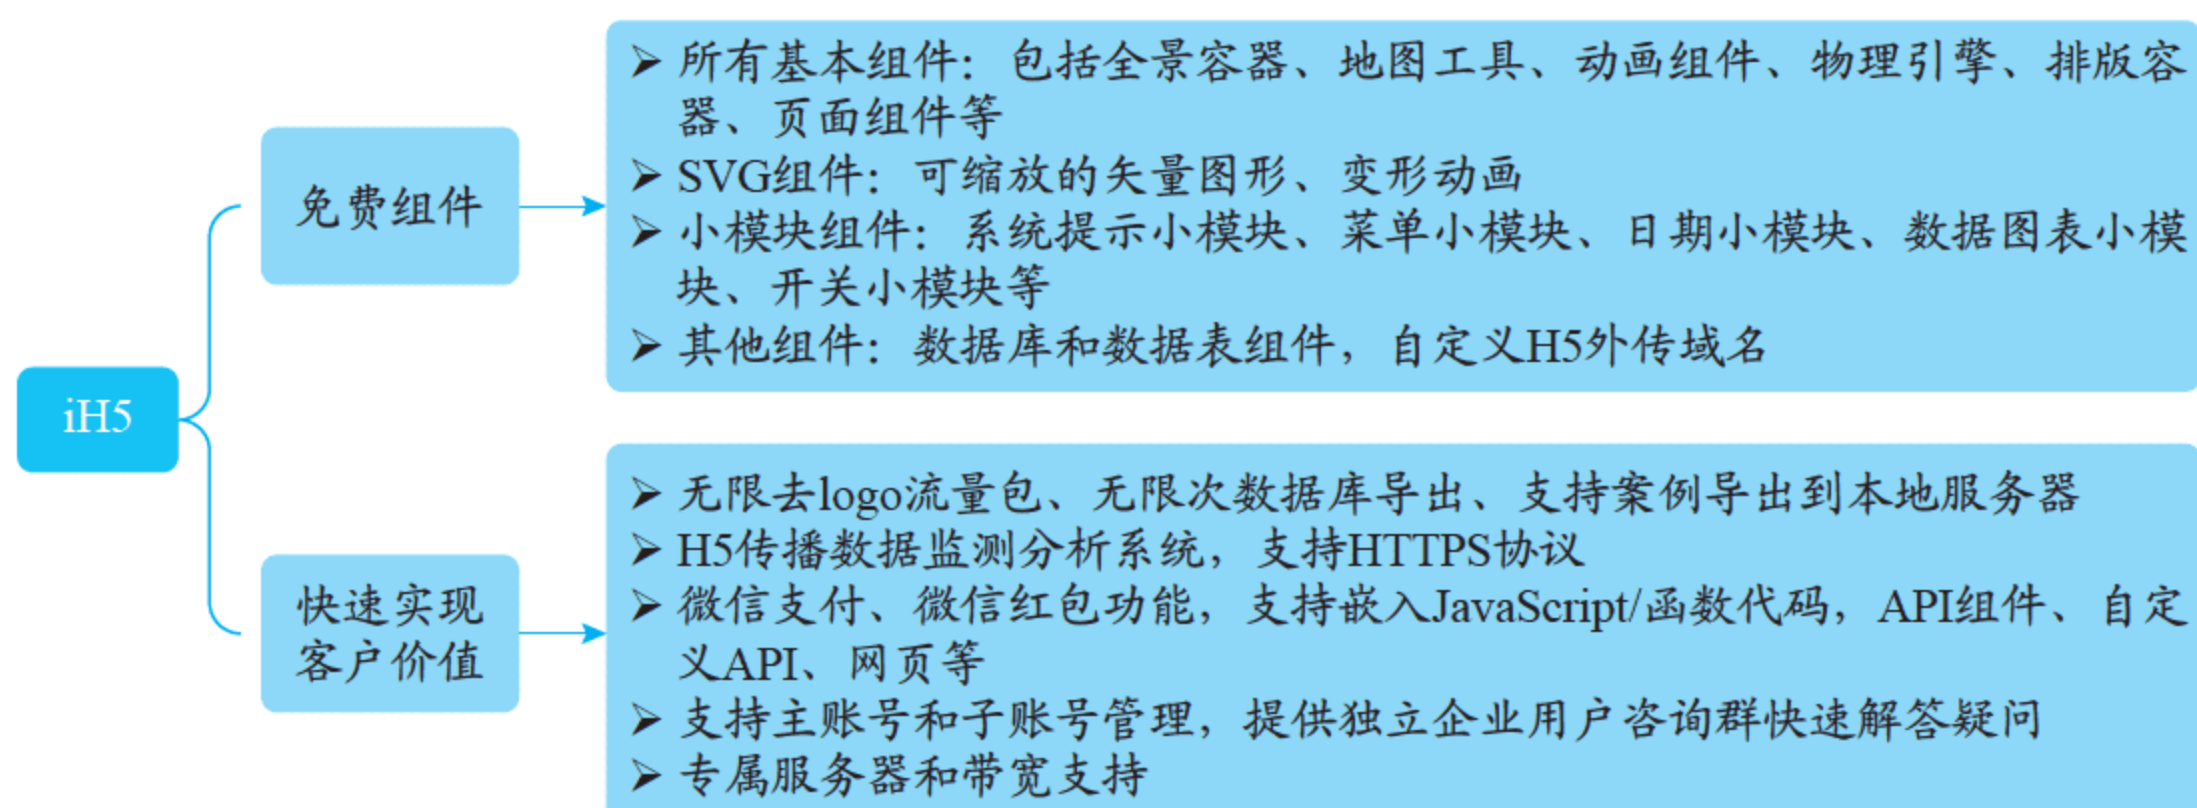 所有基本组件：包括全景容器、地图工具、动画组件、物理引擎、排版容
器、页面组件等
免费组件
SVG组件：可缩放的矢量图形、变形动画
小模块组件：系统提示小模块、菜单小模块、日期小模块、数据图表小模
块、开关小模块等
其他组件：数据库和数据表组件，自定义H5外传域名
iH5
无限去logo流量包、无限次数据库导出、支持案例导出到本地服务器
H5传播数据监测分析系统，支持HTTPS协议
快速实现
客户价值
微信支付、微信红包功能，支持嵌入JavaScript/函数代码，API组件、自定
义API、网页等
支持主账号和子账号管理，提供独立企业用户咨询群快速解答疑问
专属服务器和带宽支持